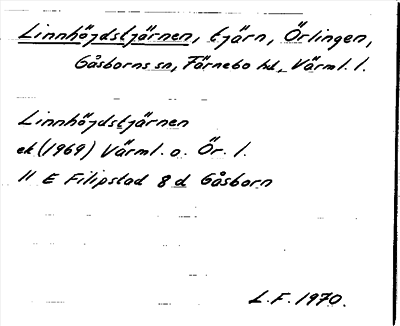 Linnhöjdstjärnen, tjärn, Örlingen,
Gåsborns sn, Färnebo hd, Värml. l.
Linnhöjdstjärnen
ek (1969) Värml. o. Ör. l.
11 E Filipstad 8 d Gåsborn
L.F. 1970.